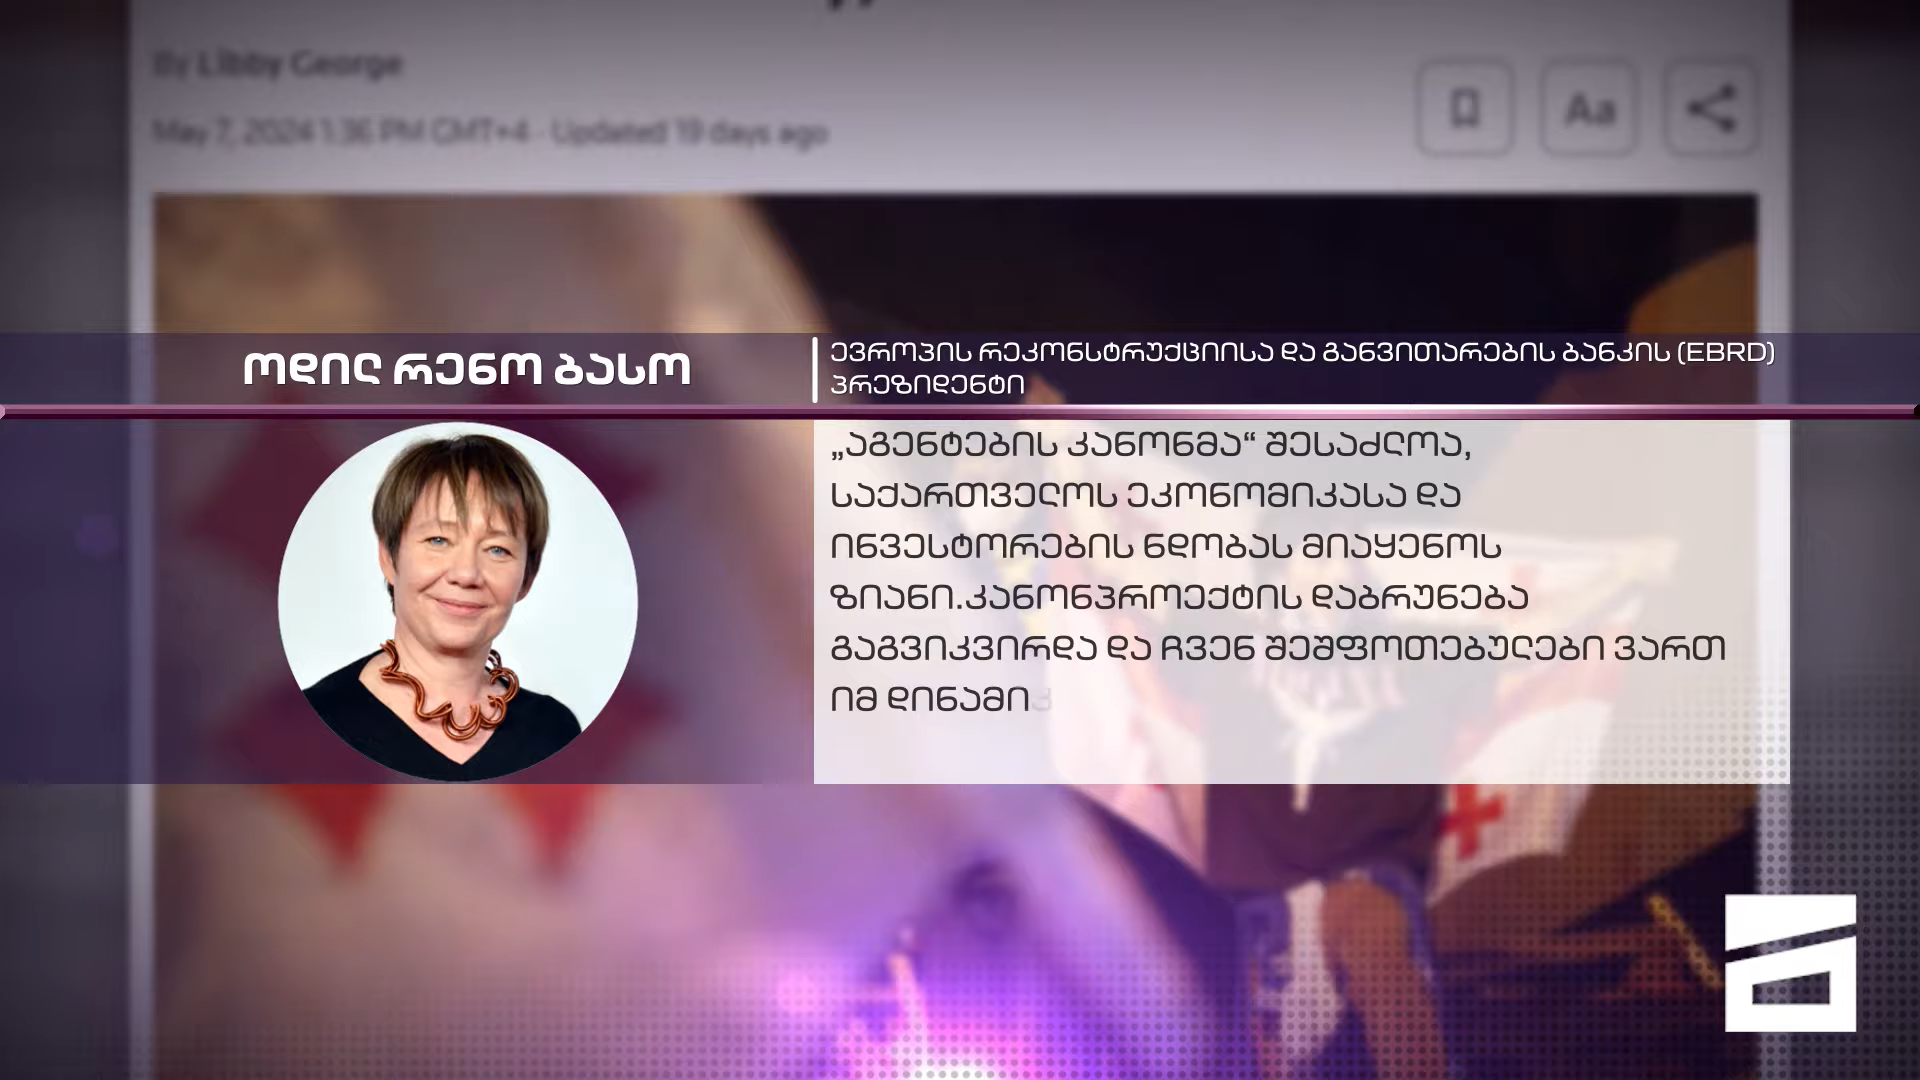 By Libby George
May 7, 2024 1:36 PM GMT+4 · Updated 19 days ago
Aa
ოდილ რენო ბასო
ევროპის რეკონსტრუქციისა და განვითარების ბანკის (EBRD)
პრეზიდენტი
„აგენტების კანონმა“ შესაძლოა,
საქართველოს ეკონომიკასა და
ინვესტორების ნდობას მიაყენოს
ზიანი.კანონპროექტის დაბრუნება
გაგვიკვირდა და ჩვენ შეშფოთებულები ვართ
იმ დინამიკ